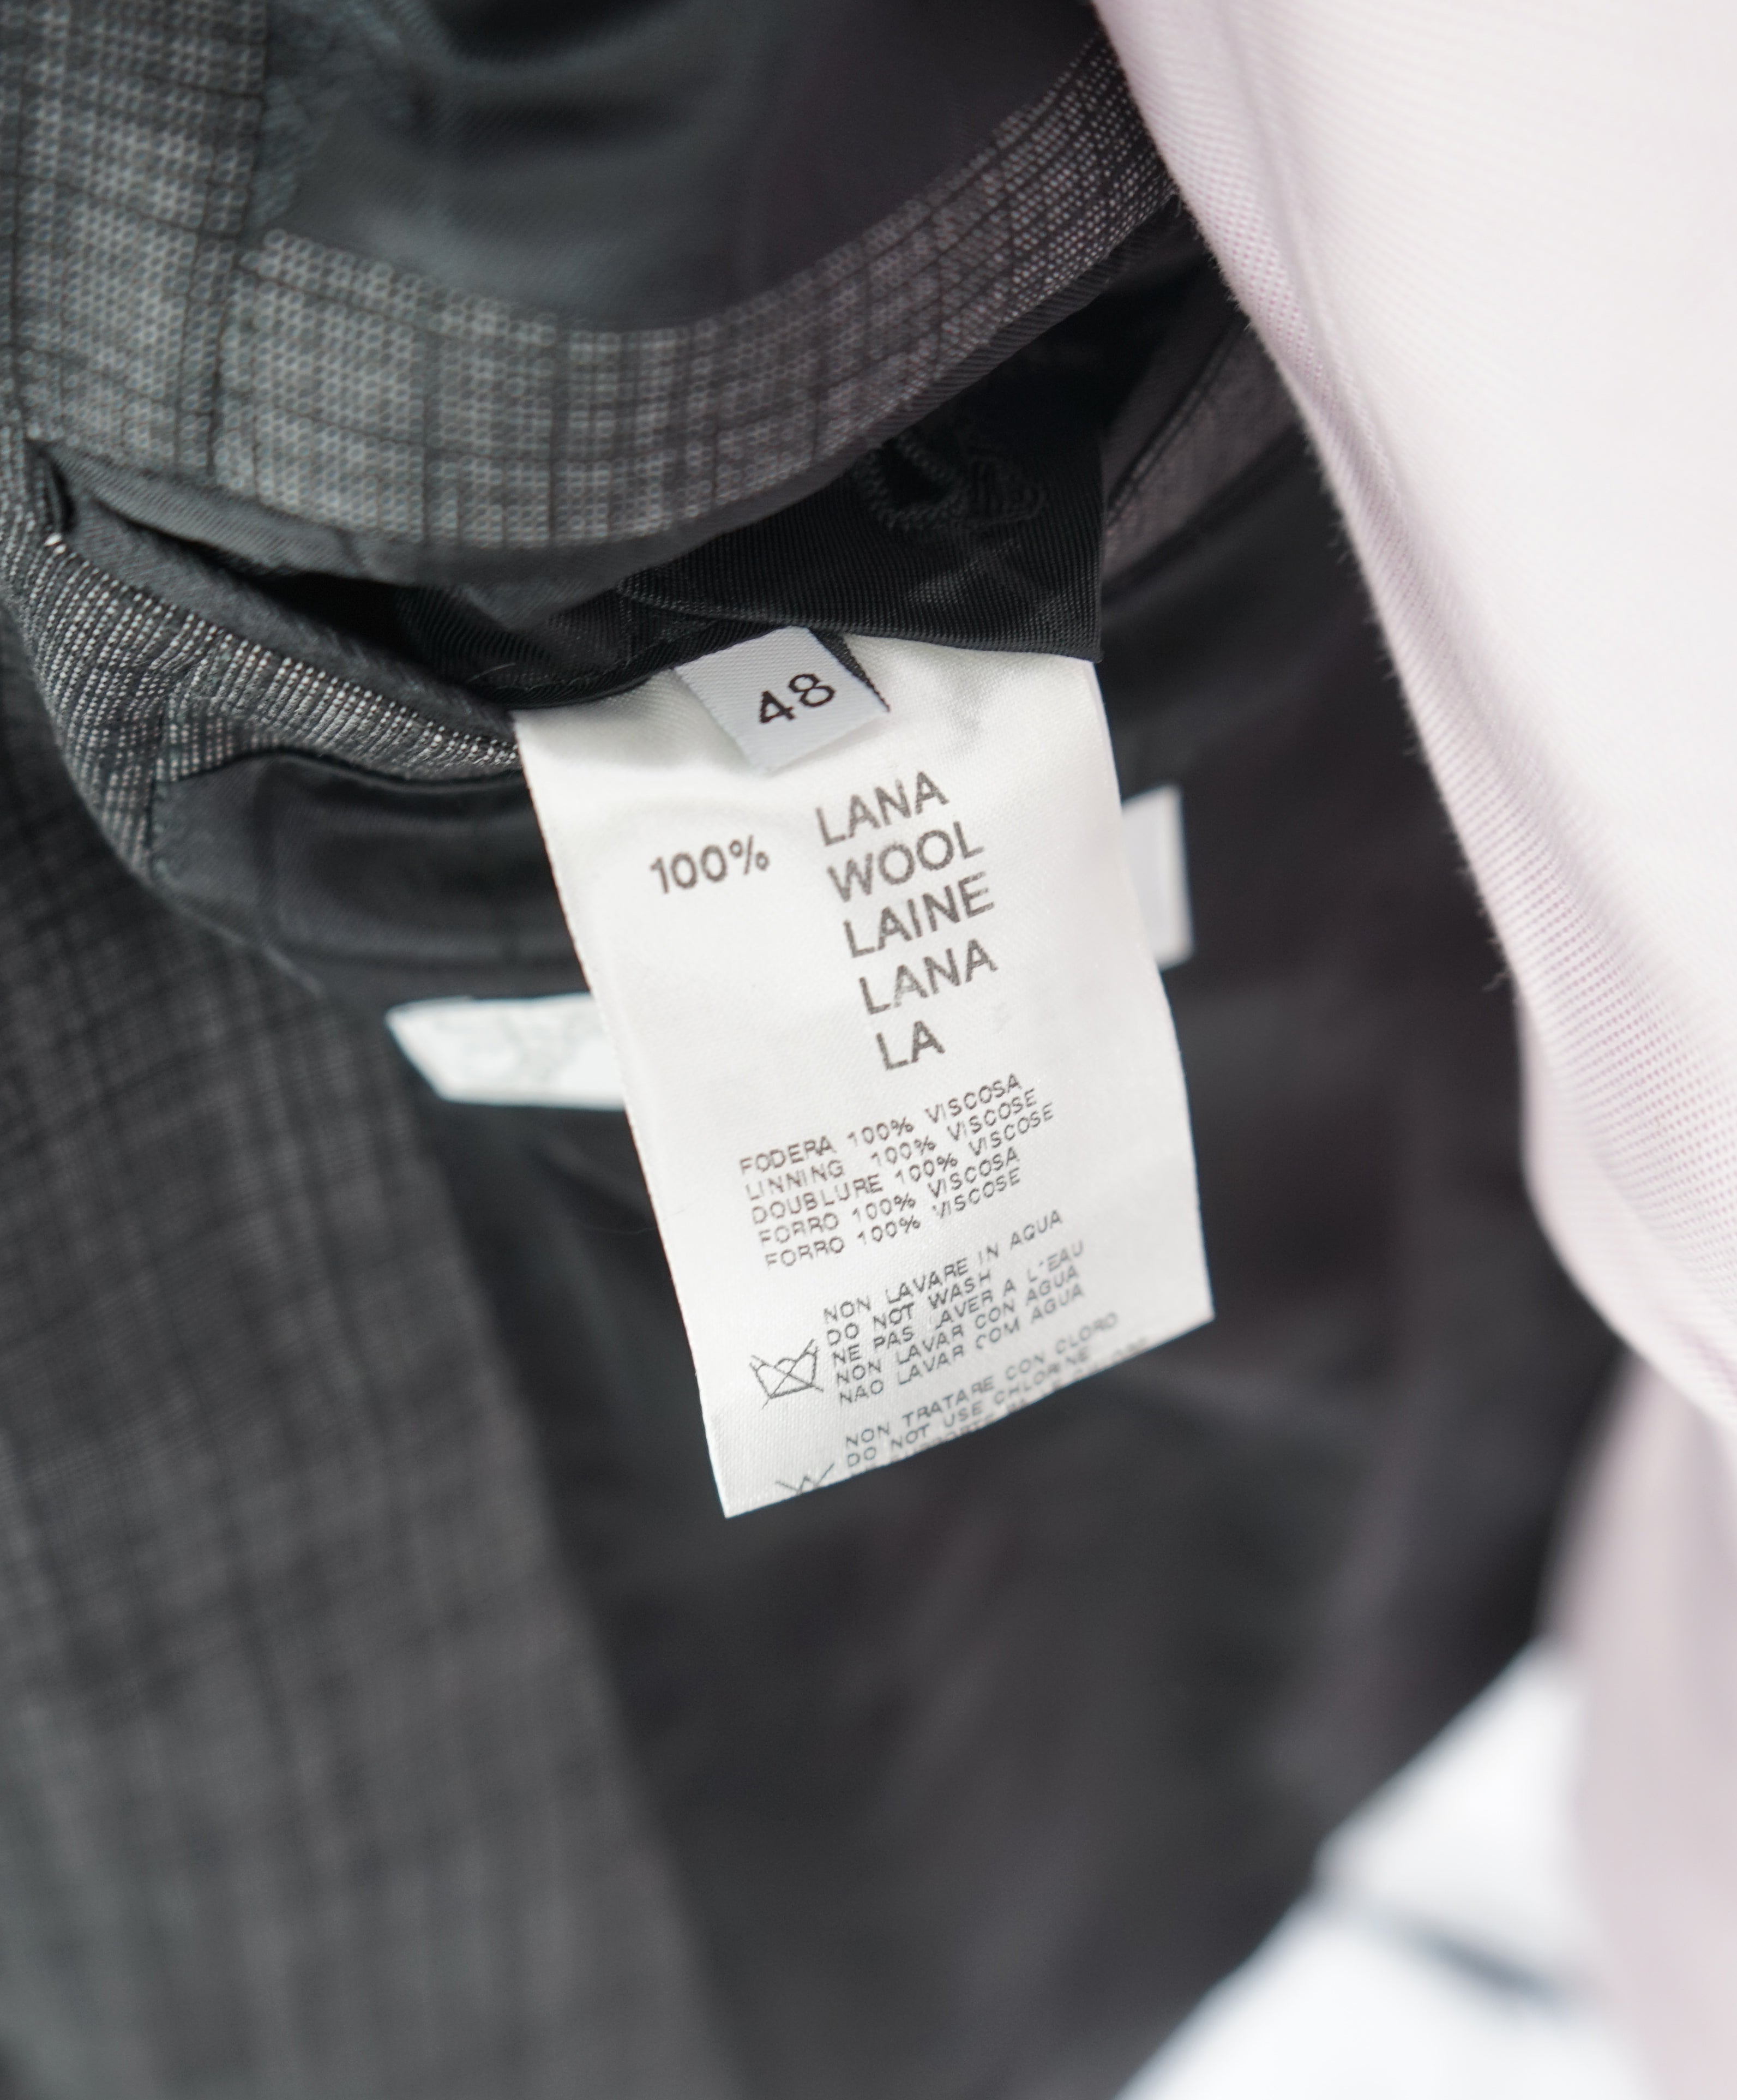 48
100% LANA
WOOL
LAINE
LANA
LA
FODERA 100% VISCOSA
LINNING 100% VISCOSE
DOUBLURE 100% VISCOSE
FORRO 100% VISCOSA
FORRO 100% VISCOSE
NON LAVARE IN AQUA
DO NOT WASH
NE PAS LAVER A L'EAU
NON LAVAR CON AGUA
NAO LAVAR COM AGUA
NON TRATARE CON CLORO
DO NOT USE CHLORINE